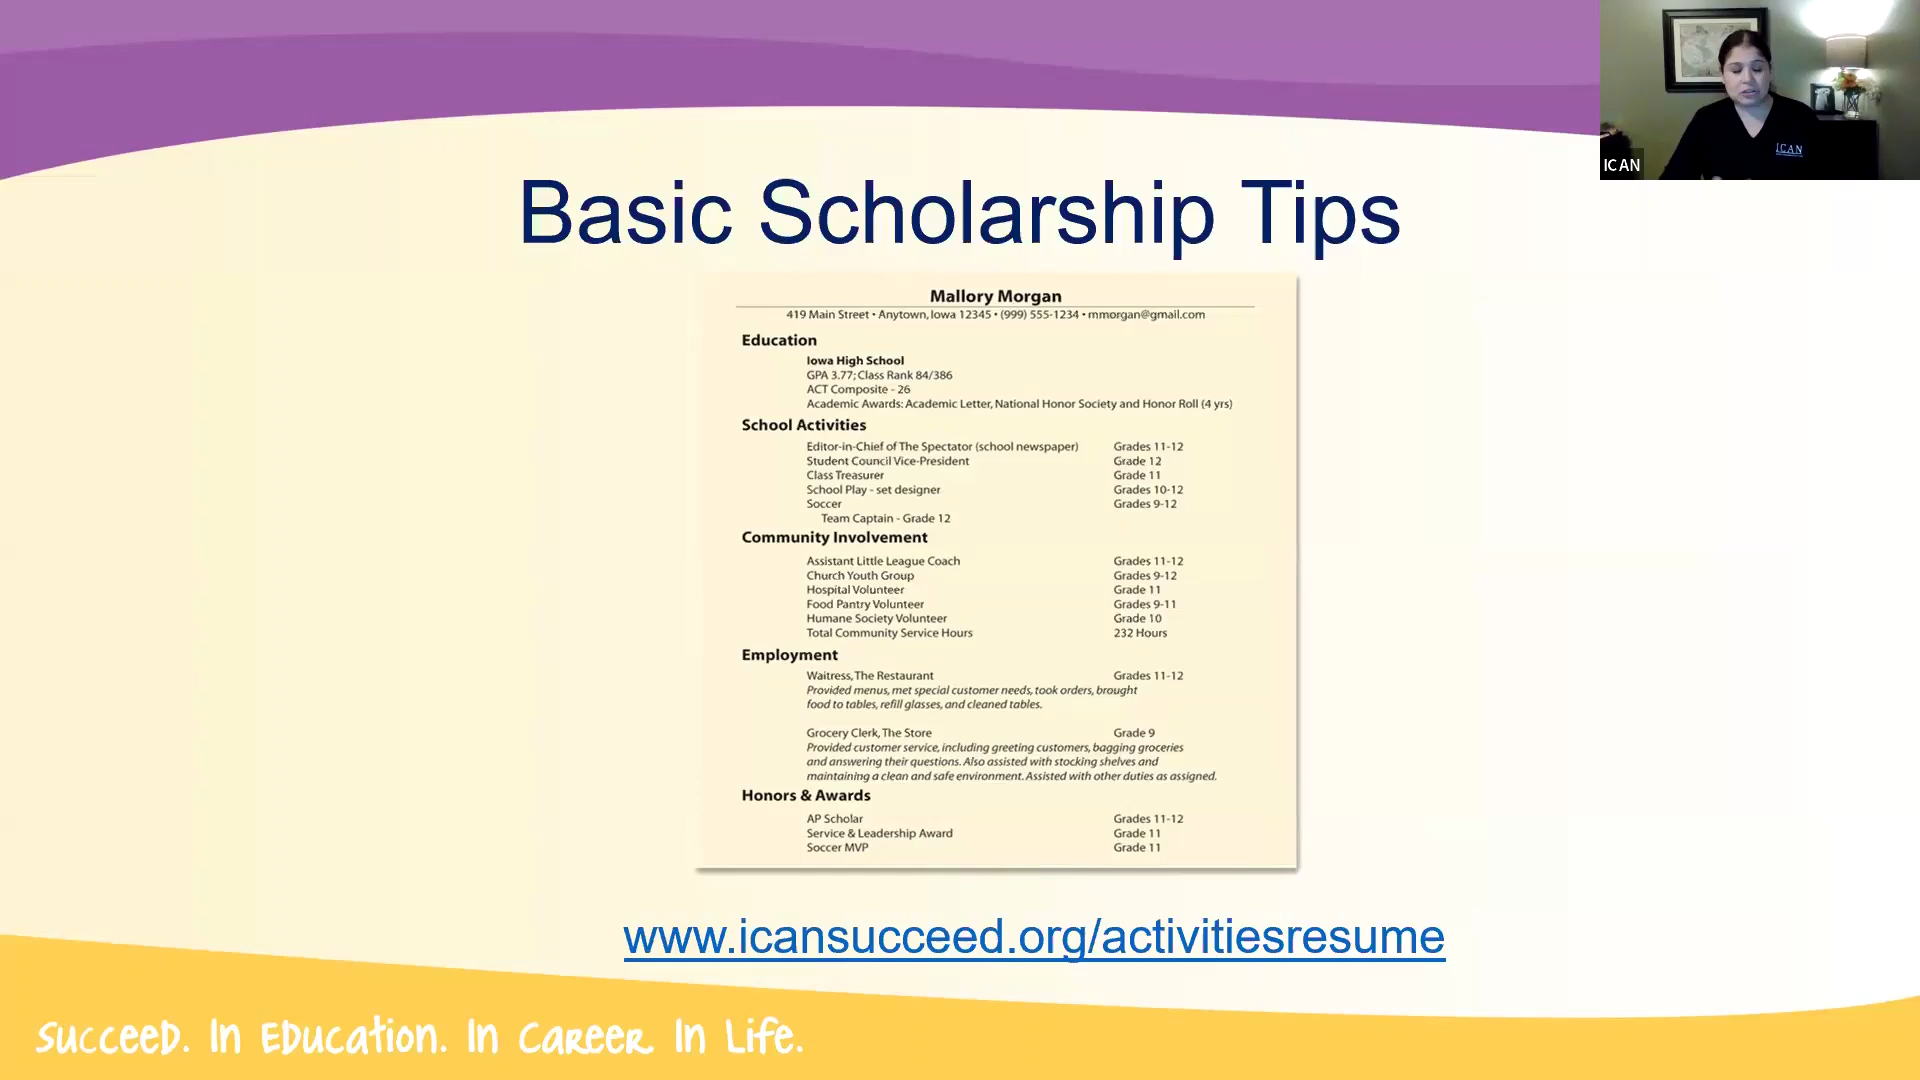 ICAN
ICAN
Basic Scholarship Tips
Mallory Morgan
419 Main Street • Anytown, Iowa 12345 • (999) 555-1234 • mmorgan@gmail.com
Education
Iowa High School
GPA 3.77; Class Rank 84/386
ACT Composite - 26
Academic Awards: Academic Letter, National Honor Society and Honor Roll (4 yrs)
School Activities
Editor-in-Chief of The Spectator (school newspaper) Grades 11-12
Student Council Vice-President Grade 12
Class Treasurer Grade 11
School Play - set designer Grades 10-12
Soccer Grades 9-12
Team Captain - Grade 12
Community Involvement
Assistant Little League Coach Grades 11-12
Church Youth Group Grades 9-12
Hospital Volunteer Grade 11
Food Pantry Volunteer Grades 9-11
Humane Society Volunteer Grade 10
Total Community Service Hours 232 Hours
Employment
Waitress, The Restaurant Grades 11-12
Provided menus, met special customer needs, took orders, brought
food to tables, refill glasses, and cleaned tables.
Grocery Clerk, The Store Grade 9
Provided customer service, including greeting customers, bagging groceries
and answering their questions. Also assisted with stocking shelves and
maintaining a clean and safe environment. Assisted with other duties as assigned.
Honors & Awards
AP Scholar Grades 11-12
Service & Leadership Award Grade 11
Soccer MVP Grade 11
www.icansucceed.org/activitiesresume
Succeed. In Education. In Career. In Life.